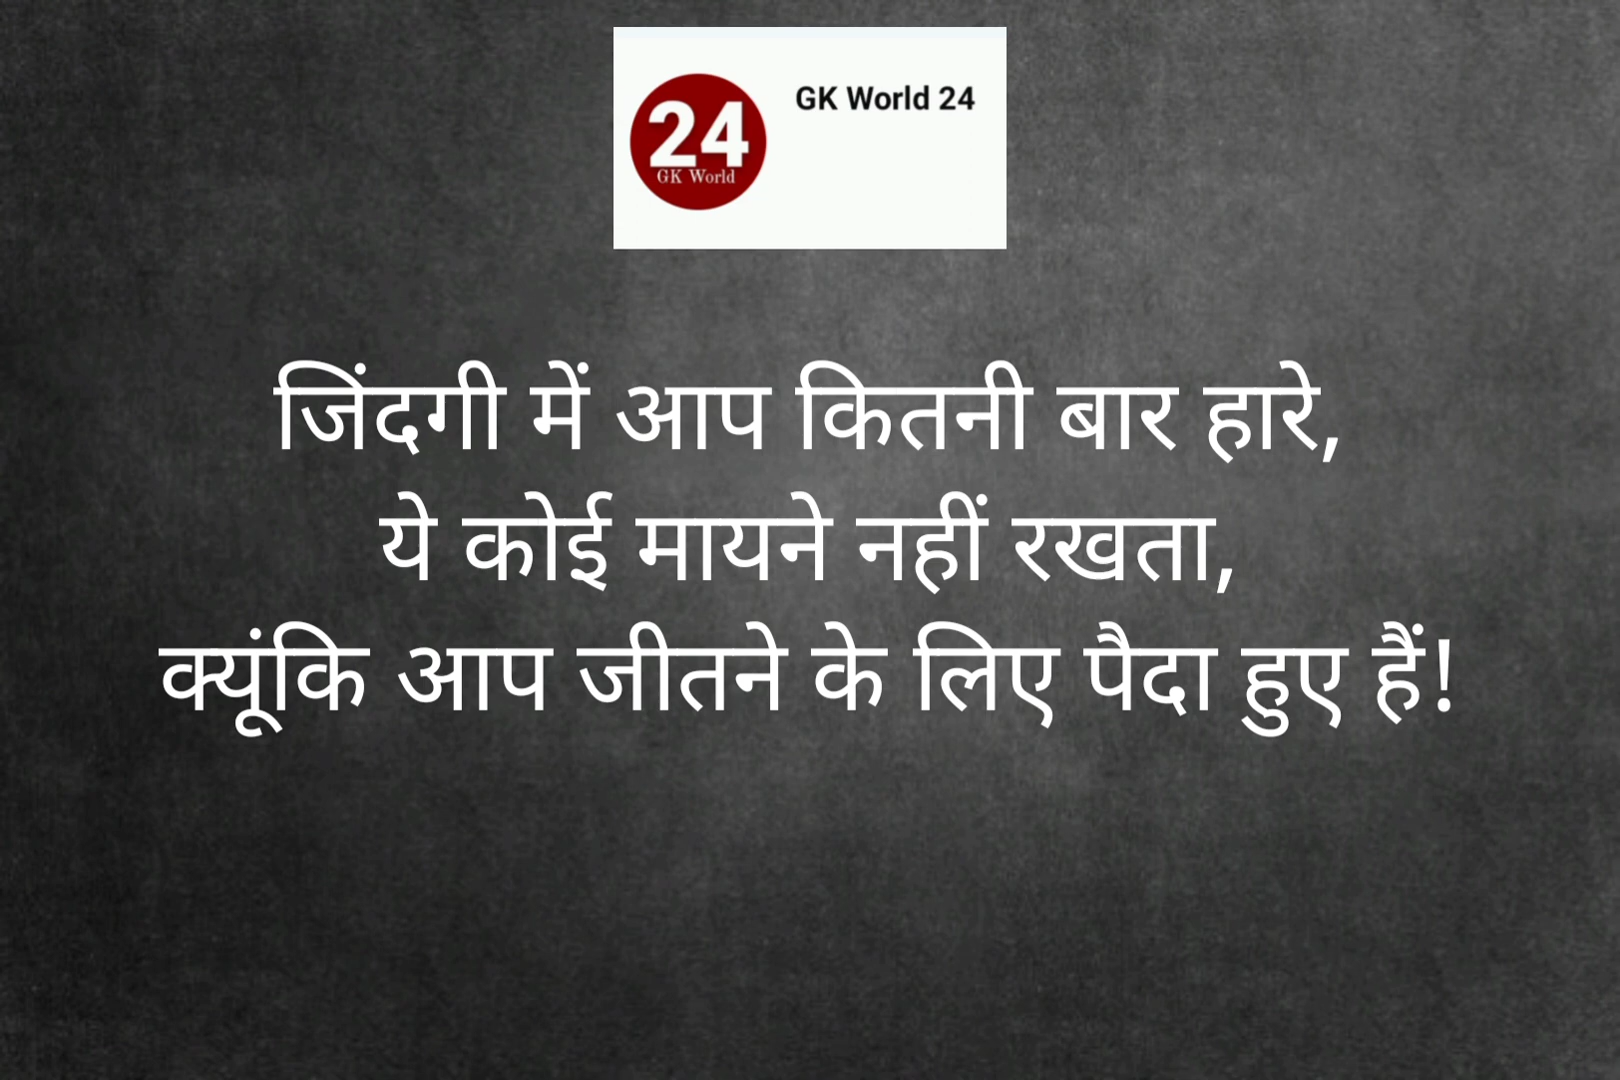 24
GK World
GK World 24
जिंदगी में आप कितनी बार हारे,
ये कोई मायने नहीं रखता,
क्यूंकि आप जीतने के लिए पैदा हुए हैं!